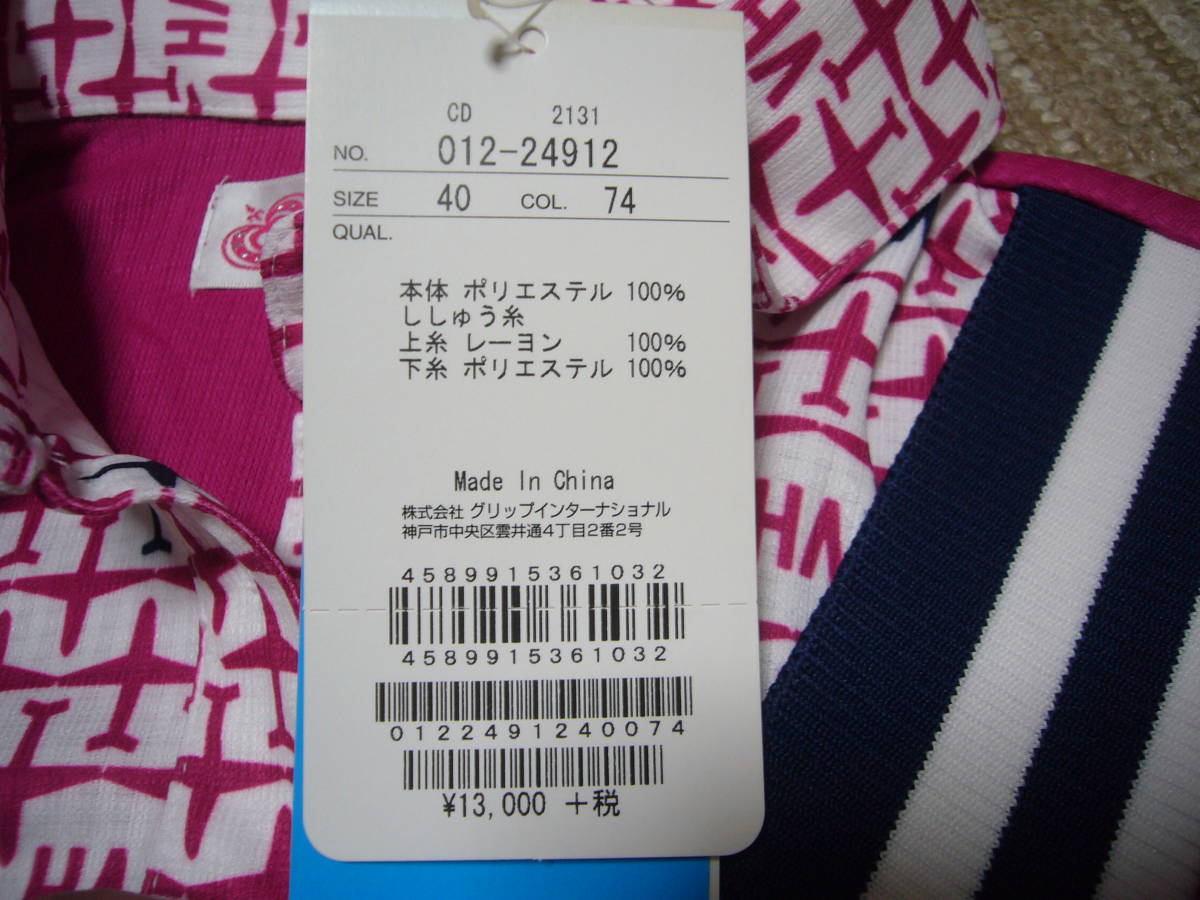 CD 2131
NO. 012-24912
SIZE 40 COL. 74
QUAL.
本体 ポリエステル 100%
ししゅう糸
上糸 レーヨン 100%
下糸 ポリエステル 100%
Made In China
株式会社 グリップインターナショナル
神戸市中央区雲井通4丁目2番2号
4589915361032
4589915361032
0122491240074
¥13,000 +税